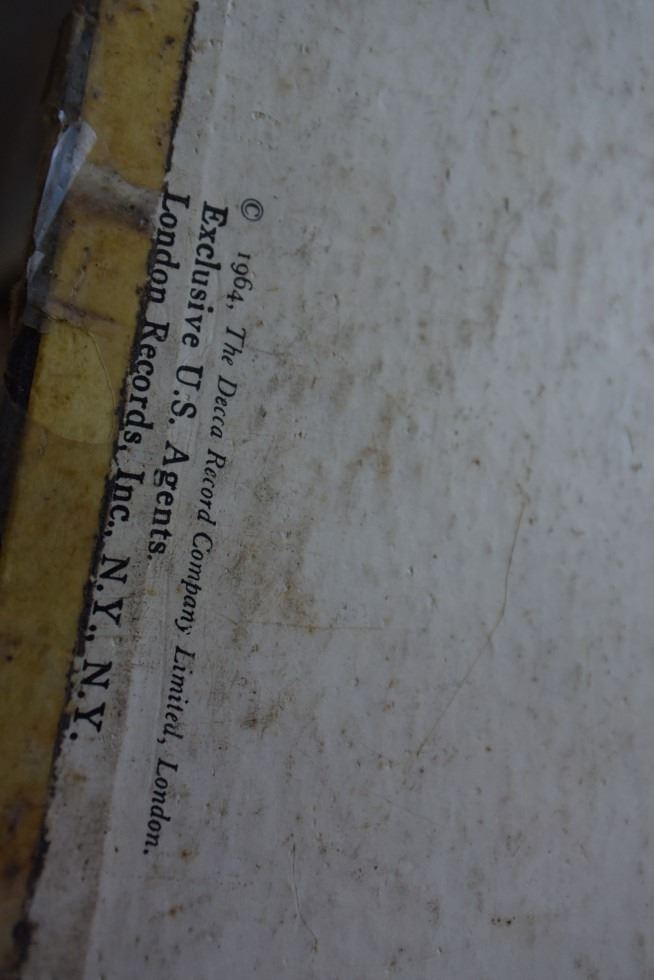 © 1964, The Decca Record Company Limited, London.
Exclusive U.S. Agents.
London Records, Inc., N.Y., N.Y.